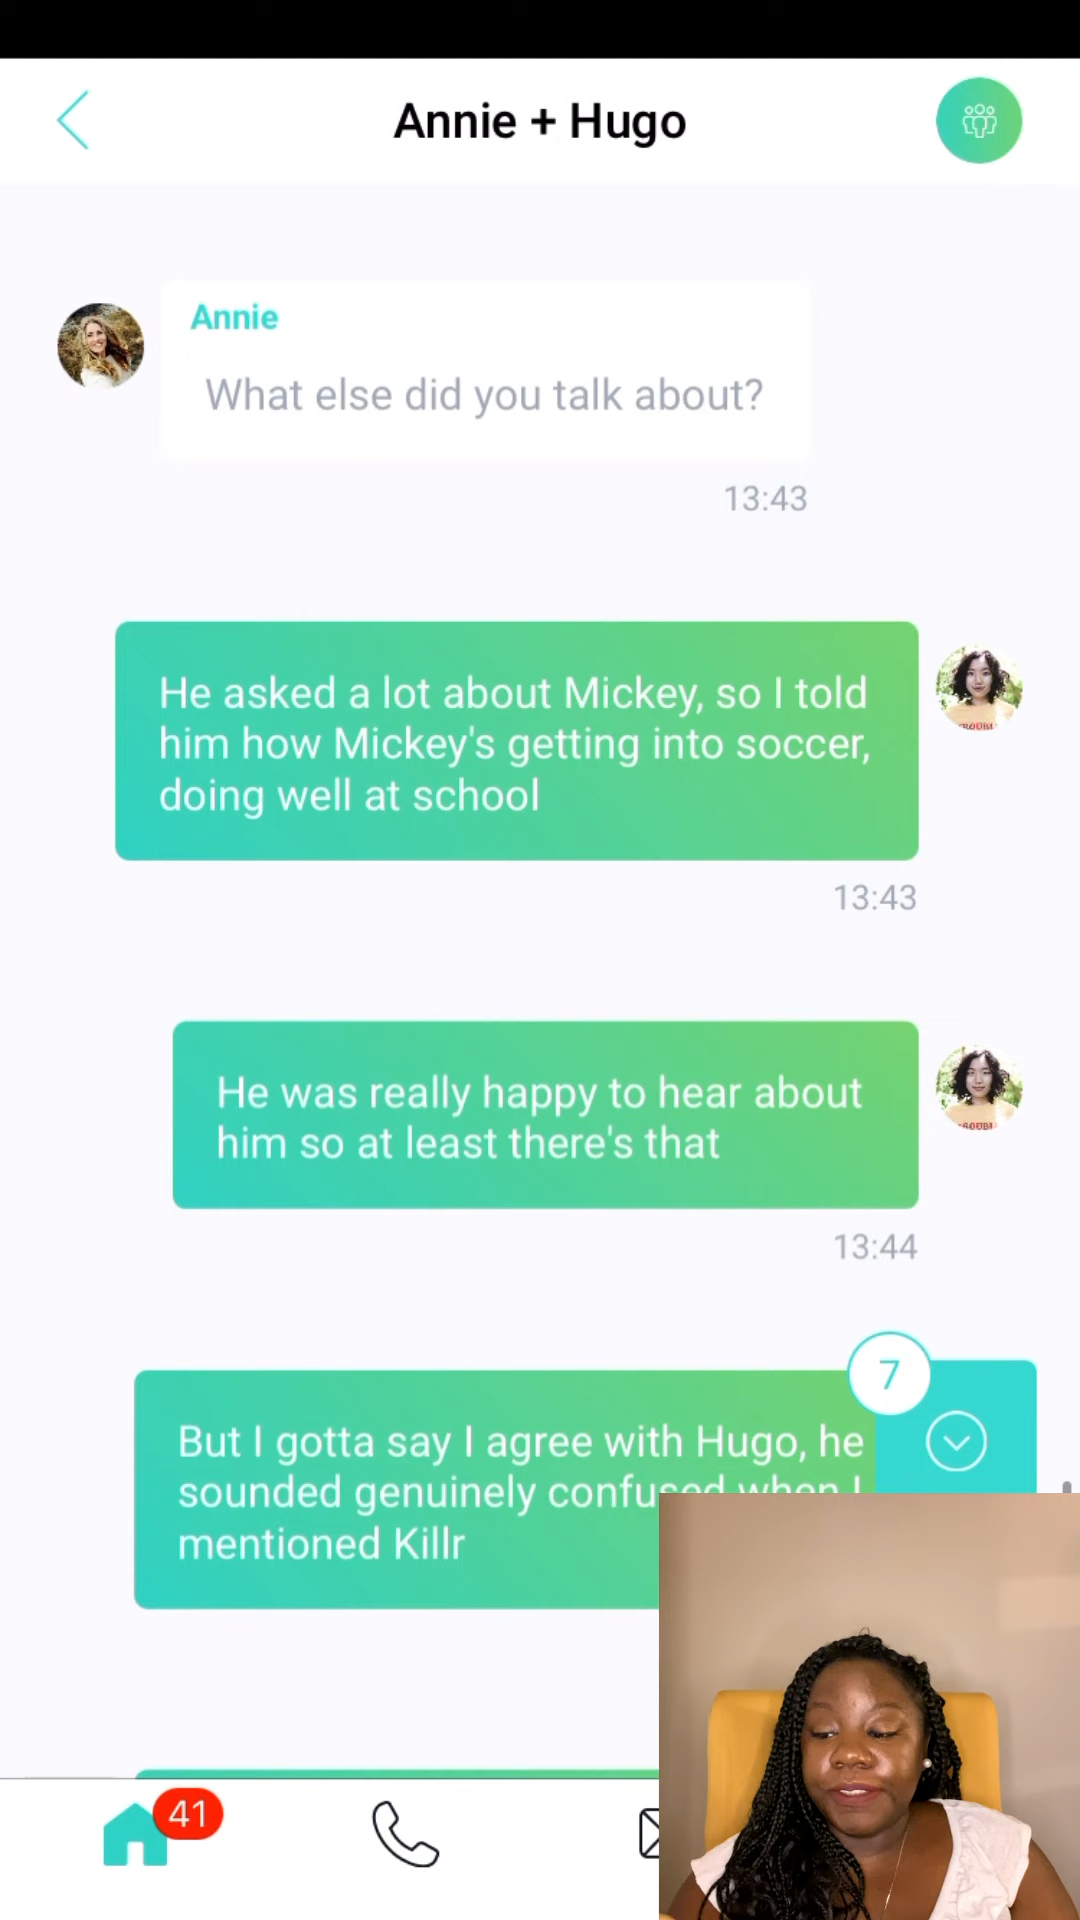 Annie + Hugo
Annie
What else did you talk about?
13:43
He asked a lot about Mickey, so I told
him how Mickey's getting into soccer,
doing well at school
13:43
He was really happy to hear about
him so at least there's that
13:44
7
But I gotta say I agree with Hugo, he
sounded genuinely confused when I
mentioned Killr
41